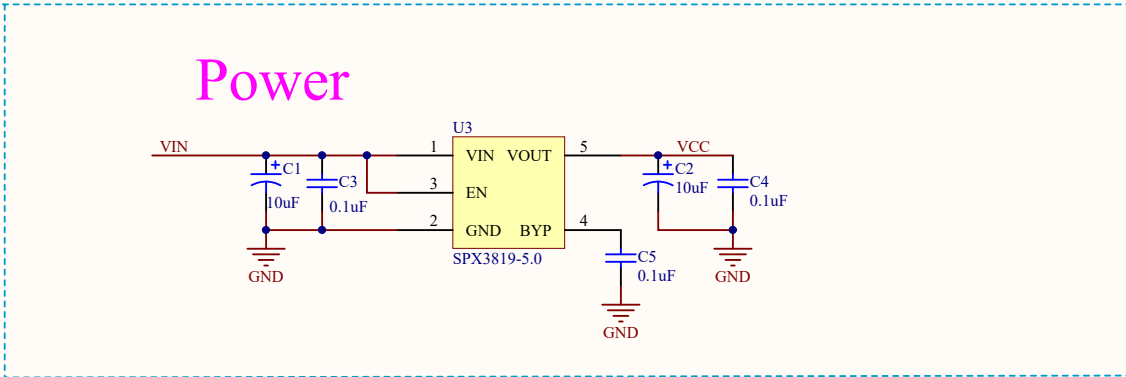 Power
VIN
U3
1
VIN
VOUT
5
VCC
+
C1
10uF
C3
0.1uF
3
EN
+
C2
10uF
C4
0.1uF
2
GND
BYP
4
SPX3819-5.0
C5
0.1uF
GND
GND
GND